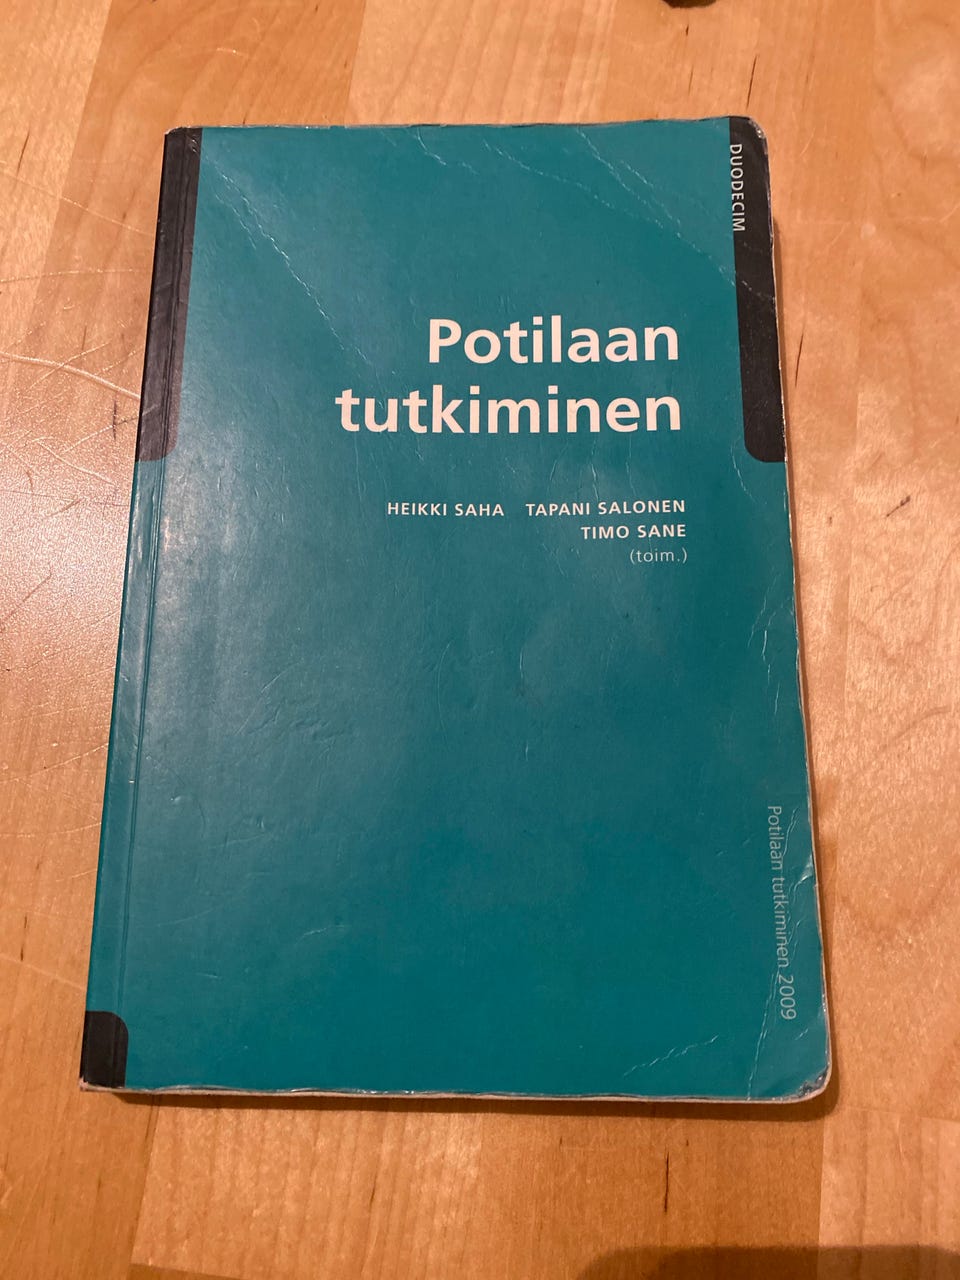 DUODECIM
Potilaan
tutkiminen
HEIKKI SAHA TAPANI SALONEN
TIMO SANE
(toim.)
Potilaan tutkiminen 2009